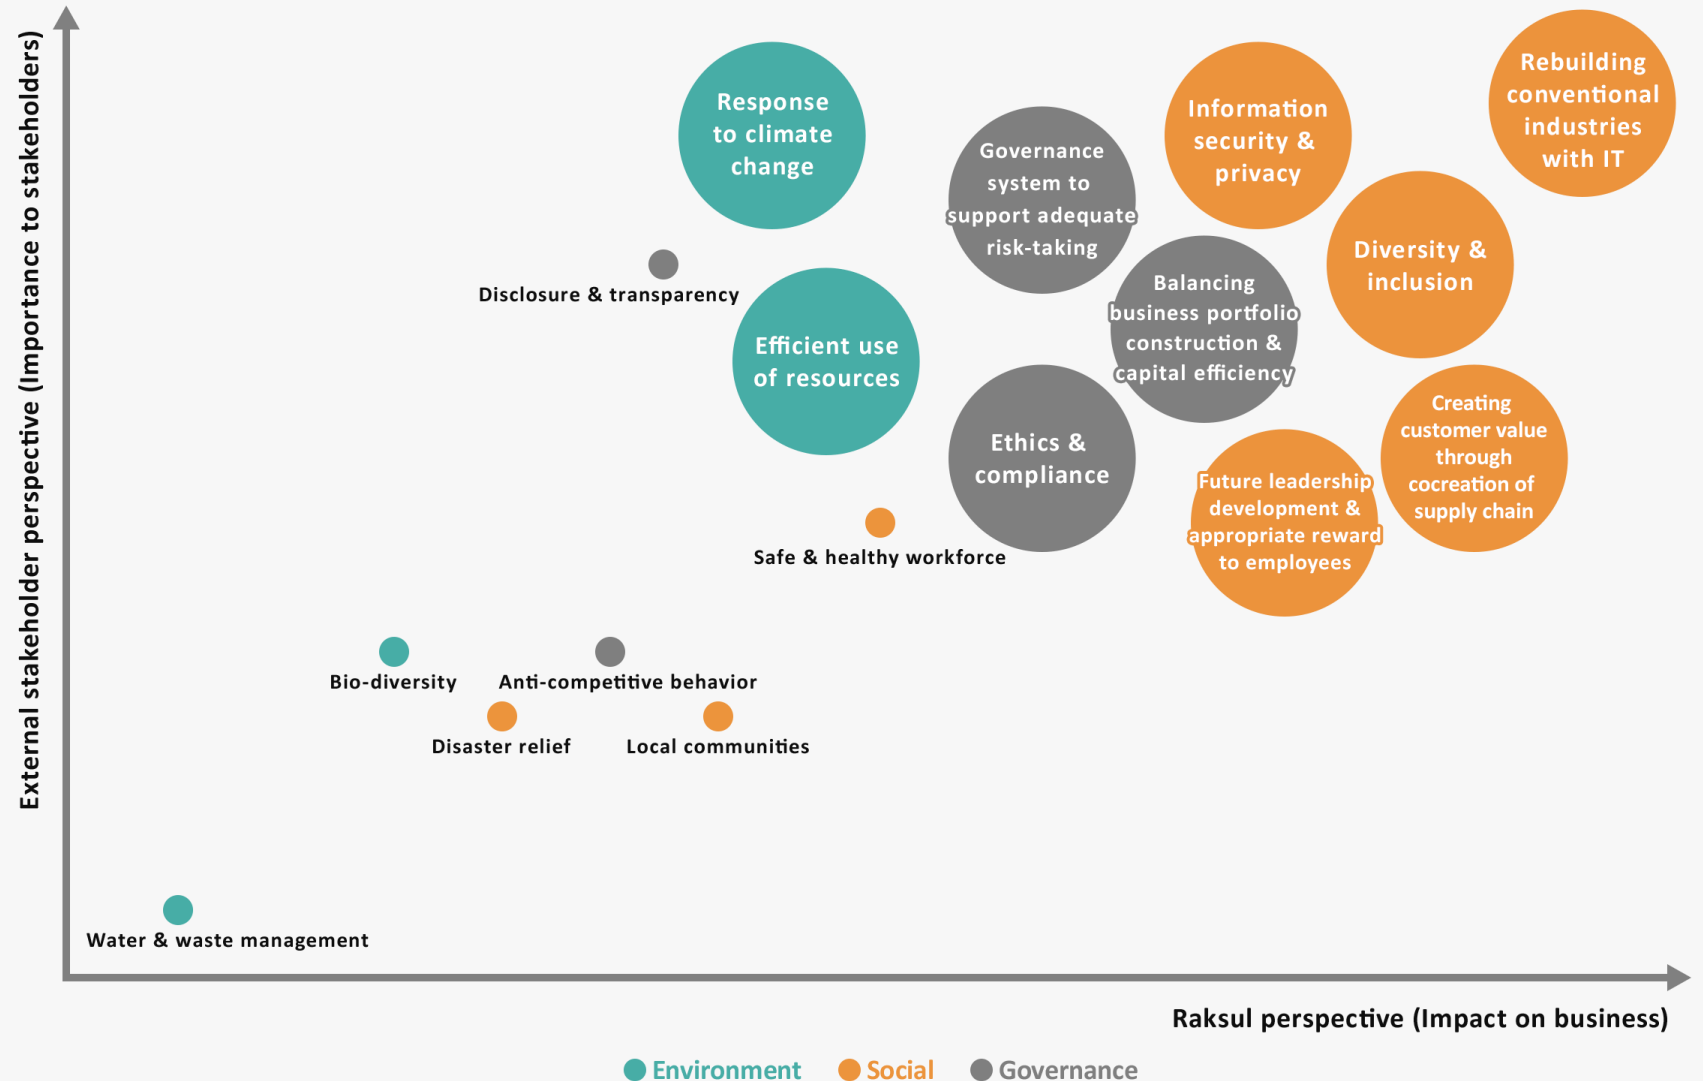 External stakeholder perspective (Importance to stakeholders)
Response
to climate
change
Information
security &
privacy
Rebuilding
conventional
industries
with IT
Governance
system to
support adequate
risk-taking
Disclosure & transparency
Diversity &
inclusion
Balancing
business portfolio
construction &
capital efficiency
Efficient use
of resources
Ethics &
compliance
Creating
customer value
through
cocreation of
supply chain
Future leadership
development &
appropriate reward
to employees
Safe & healthy workforce
Bio-diversity
Anti-competitive behavior
Disaster relief
Local communities
Water & waste management
Raksul perspective (Impact on business)
Environment
Social
Governance